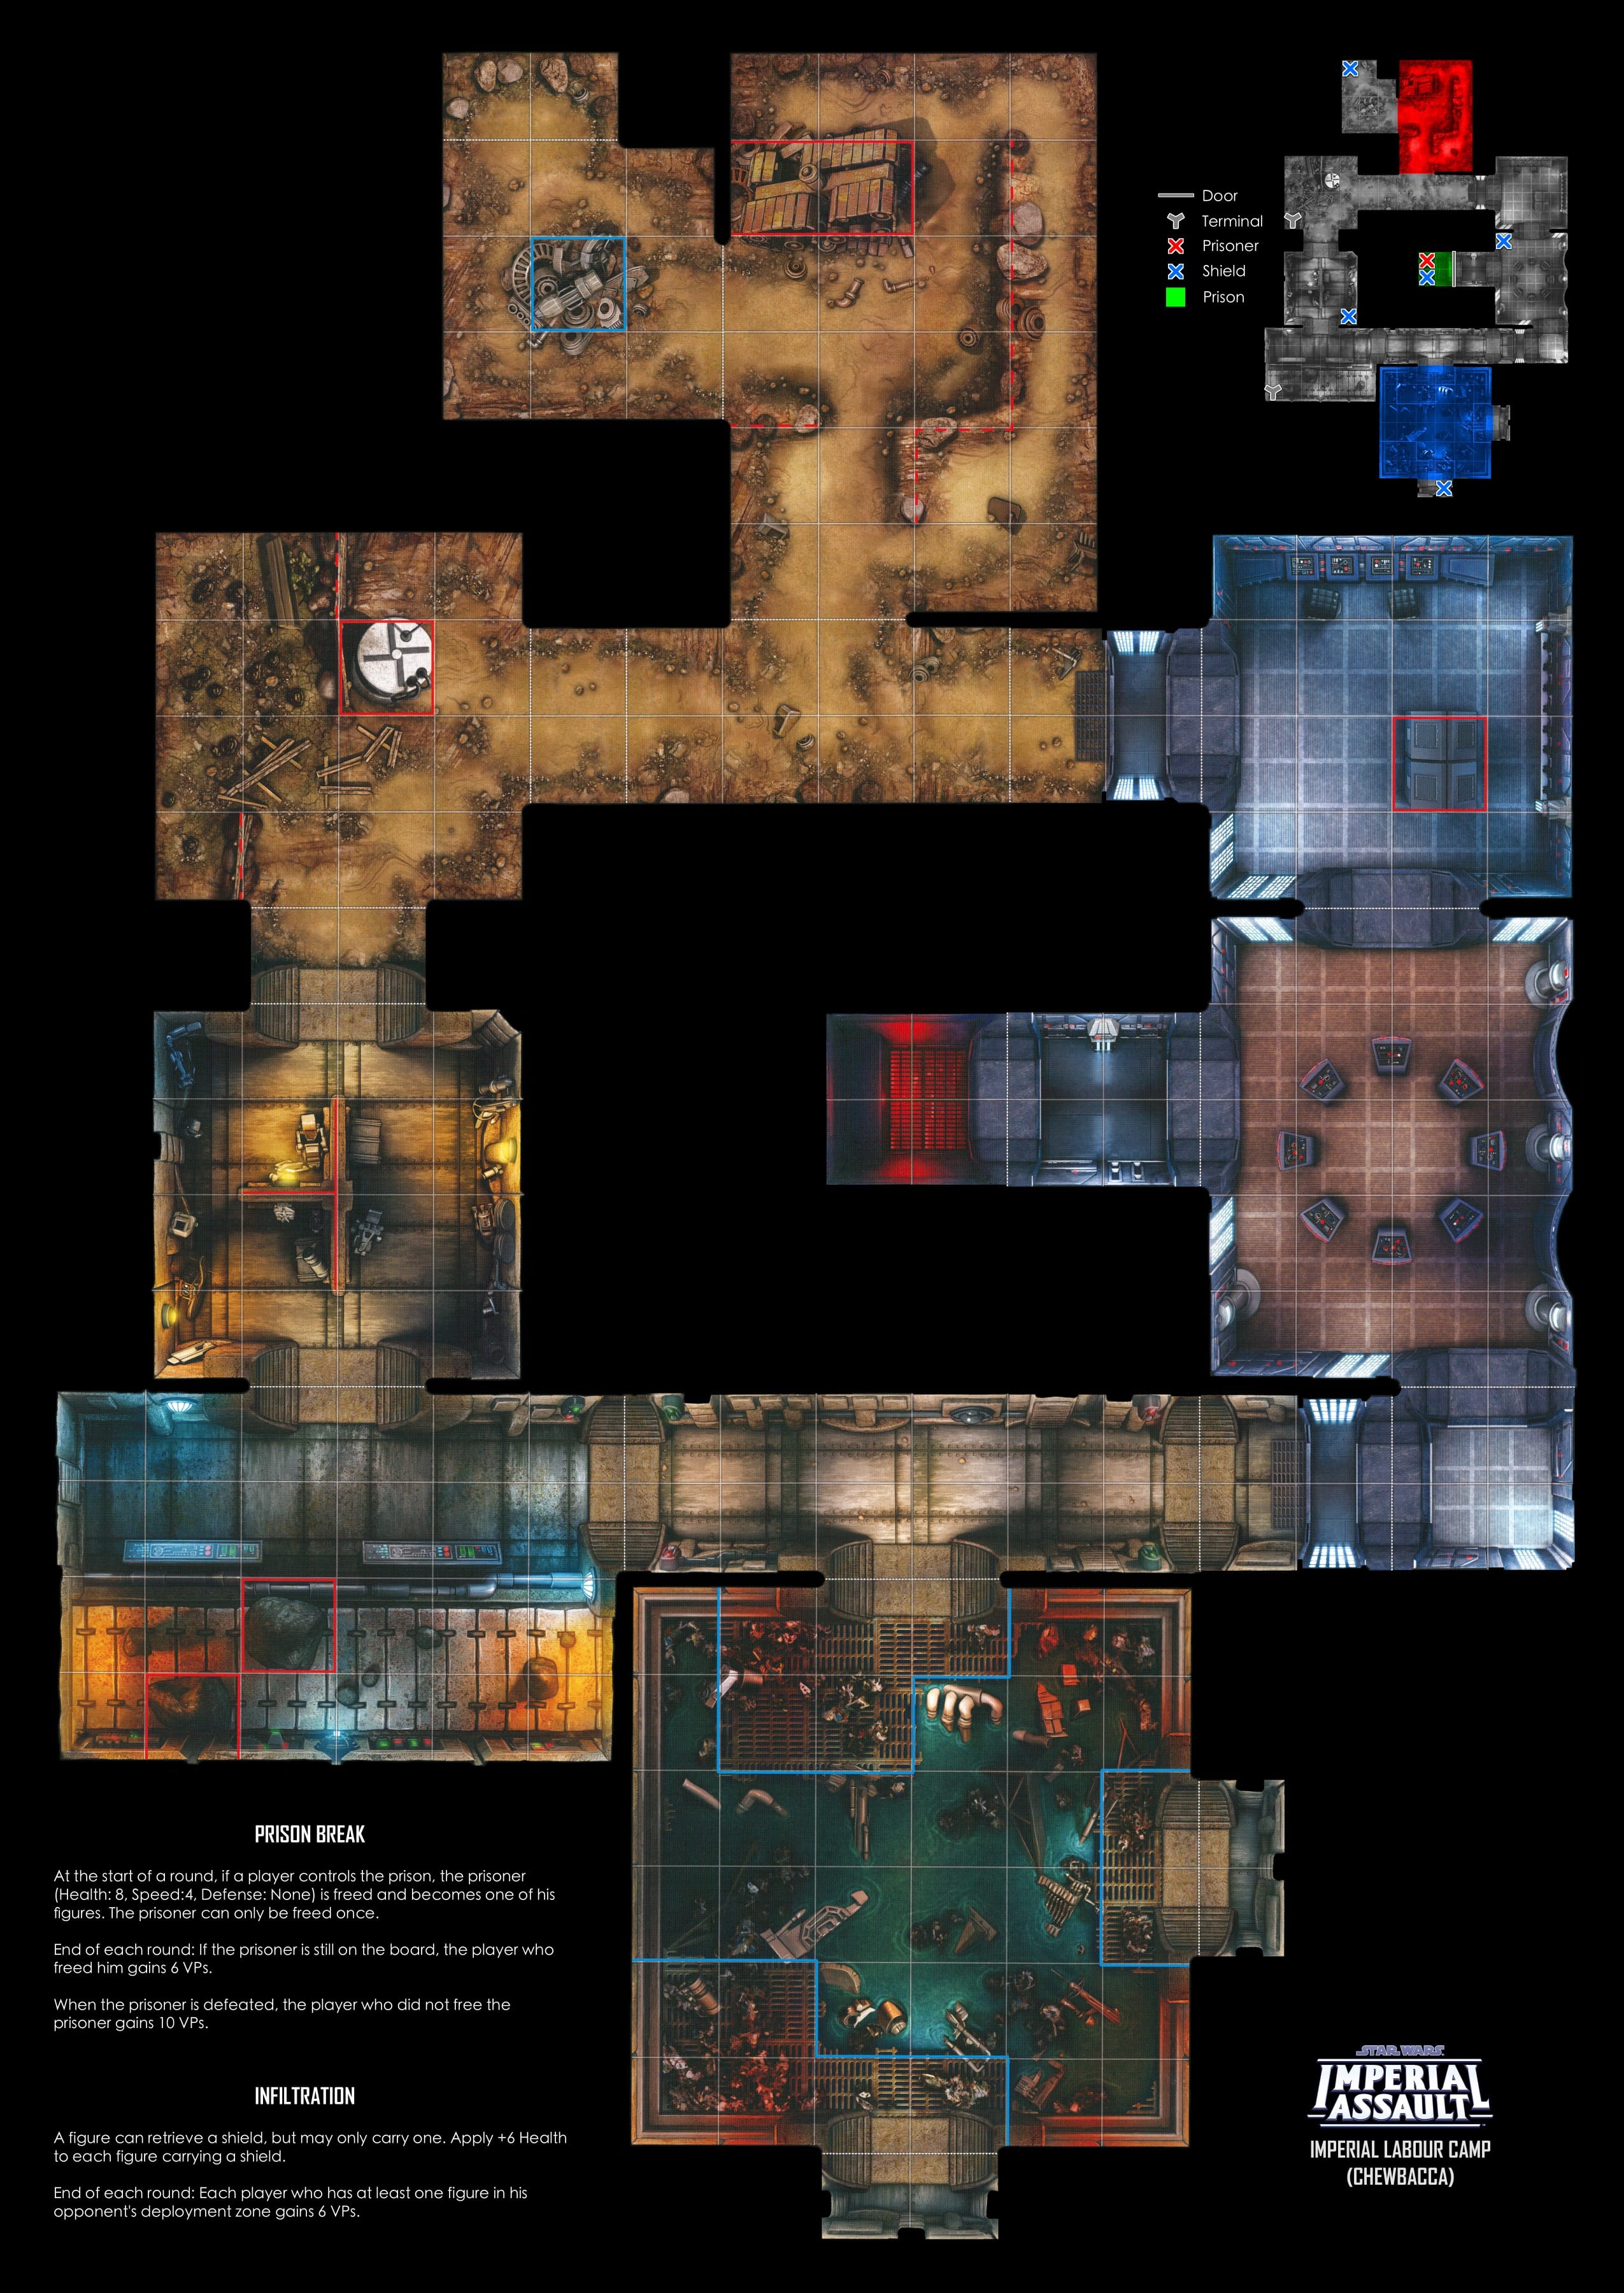 Door
Terminal
Prisoner
Shield
Prison
PRISON BREAK
At the start of a round, if a player controls the prison, the prisoner
(Health: 8, Speed:4, Defense: None) is freed and becomes one of his
figures. The prisoner can only be freed once.
End of each round: If the prisoner is still on the board, the player who
freed him gains 6 VPs.
When the prisoner is defeated, the player who did not free the
prisoner gains 10 VPs.
INFILTRATION
A figure can retrieve a shield, but may only carry one. Apply +6 Health
to each figure carrying a shield.
End of each round: Each player who has at least one figure in his
opponent's deployment zone gains 6 VPs.
STAR WARS
IMPERIAL
ASSAULT
IMPERIAL LABOUR CAMP
(CHEWBACCA)